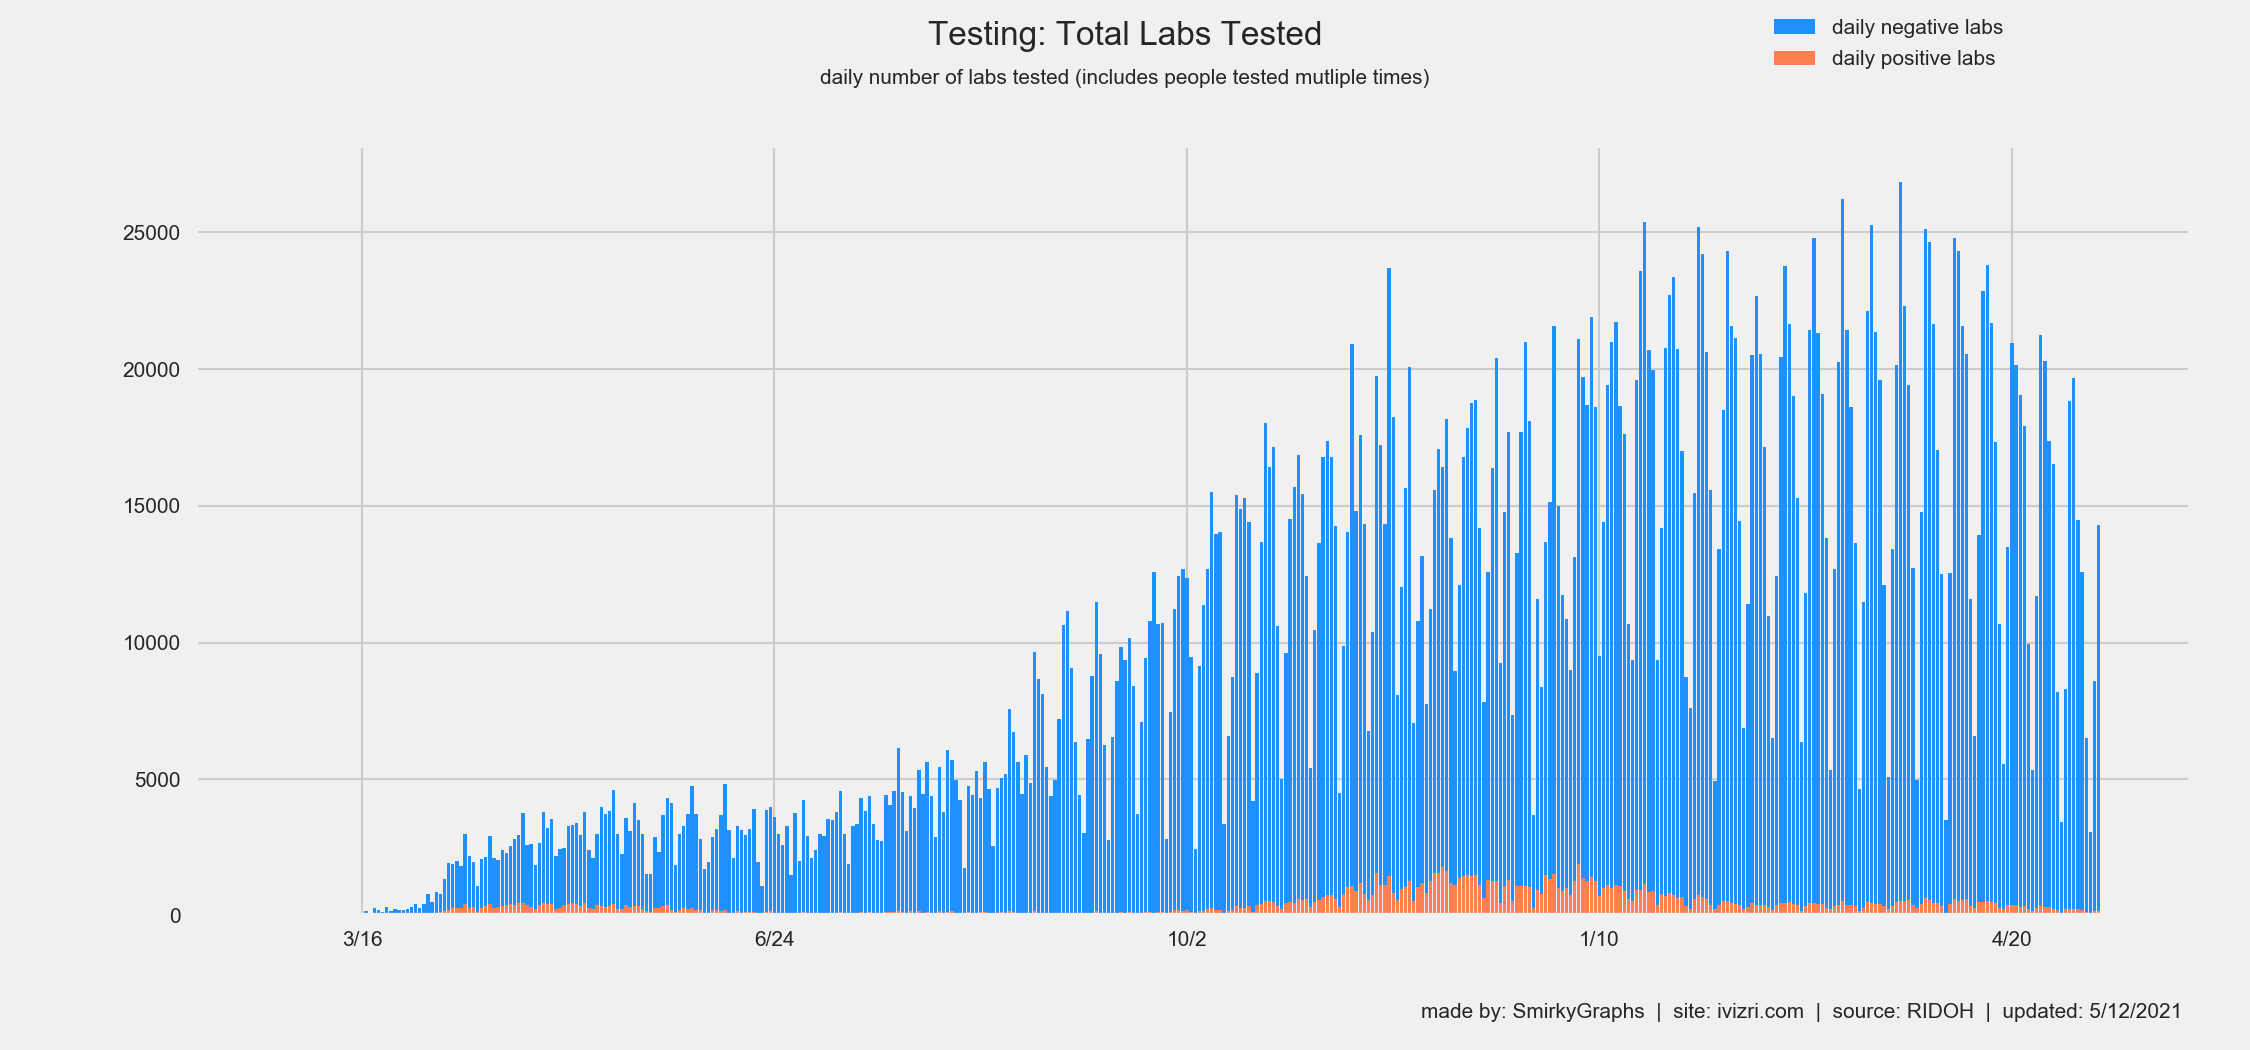 Testing: Total Labs Tested
daily number of labs tested (includes people tested mutliple times)
daily negative labs
daily positive labs
25000
20000
15000
10000
5000
0
3/16 6/24 10/2 1/10 4/20
made by: SmirkyGraphs | site: ivizri.com | source: RIDOH | updated: 5/12/2021